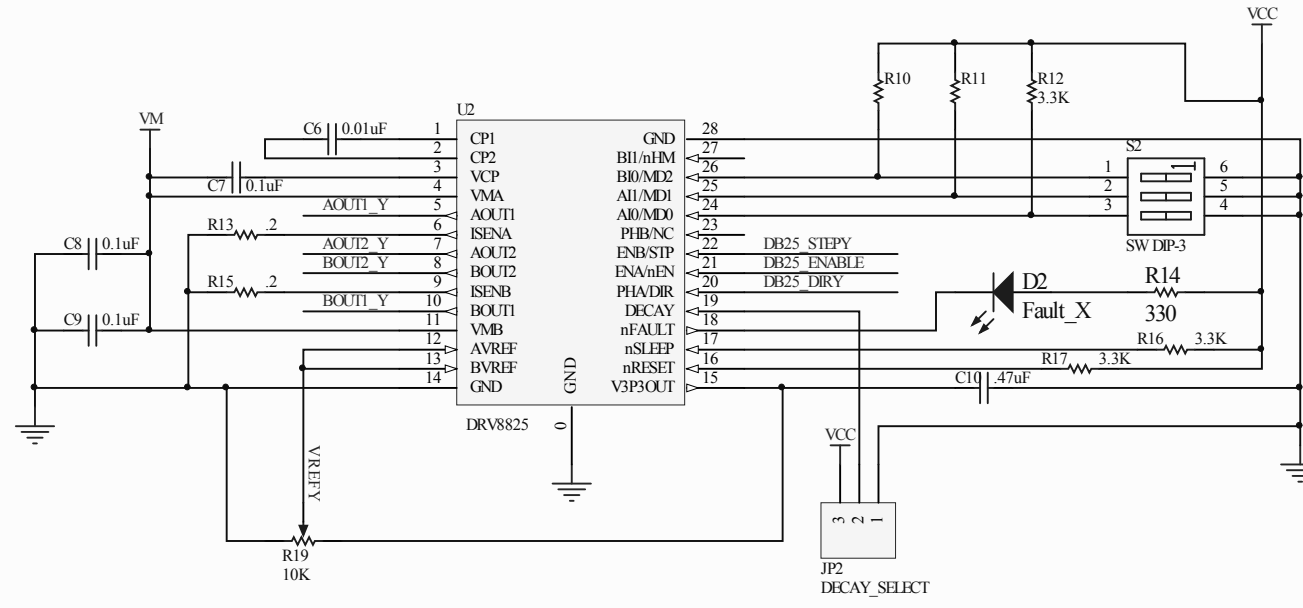 VCC
R10
R11
R12
3.3K
VM
U2
C6 0.01uF
1
CP1
GND
28
2
CP2
BI1/nHM
27
3
VCP
BI0/MD2
26
C7 0.1uF
4
VMA
AI1/MD1
25
AOUT1_Y
5
AOUT1
AI0/MD0
24
R13 .2
6
ISENA
PHB/NC
23
AOUT2_Y
7
AOUT2
ENB/STP
22
DB25_STEPY
C8 0.1uF
BOUT2_Y
8
BOUT2
ENA/nEN
21
DB25_ENABLE
R15 .2
9
ISENB
PHA/DIR
20
DB25_DIRY
BOUT1_Y
10
BOUT1
DECAY
19
C9 0.1uF
11
VMB
nFAULT
18
12
AVREF
nSLEEP
17
13
BVREF
nRESET
16
14
GND
V3P3OUT
15
GND
0
DRV8825
S2
1
1 6
2 5
3 4
SW DIP-3
D2
Fault_X
R14
330
R16 3.3K
R17 3.3K
C10 .47uF
VREFY
R19
10K
VCC
3 2 1
JP2
DECAY_SELECT